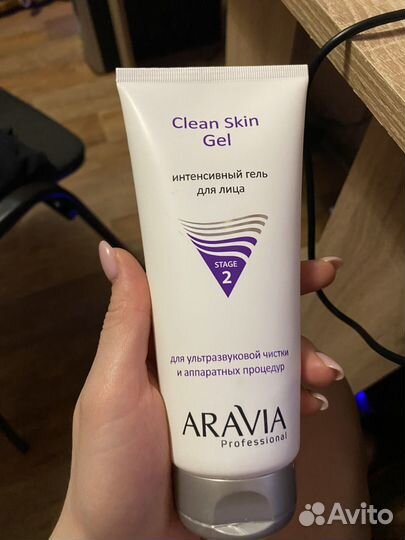 Clean Skin
Gel
интенсивный гель
для лица
STAGE
2
для ультразвуковой чистки
и аппаратных процедур
ARAVIA
Professional
Avito